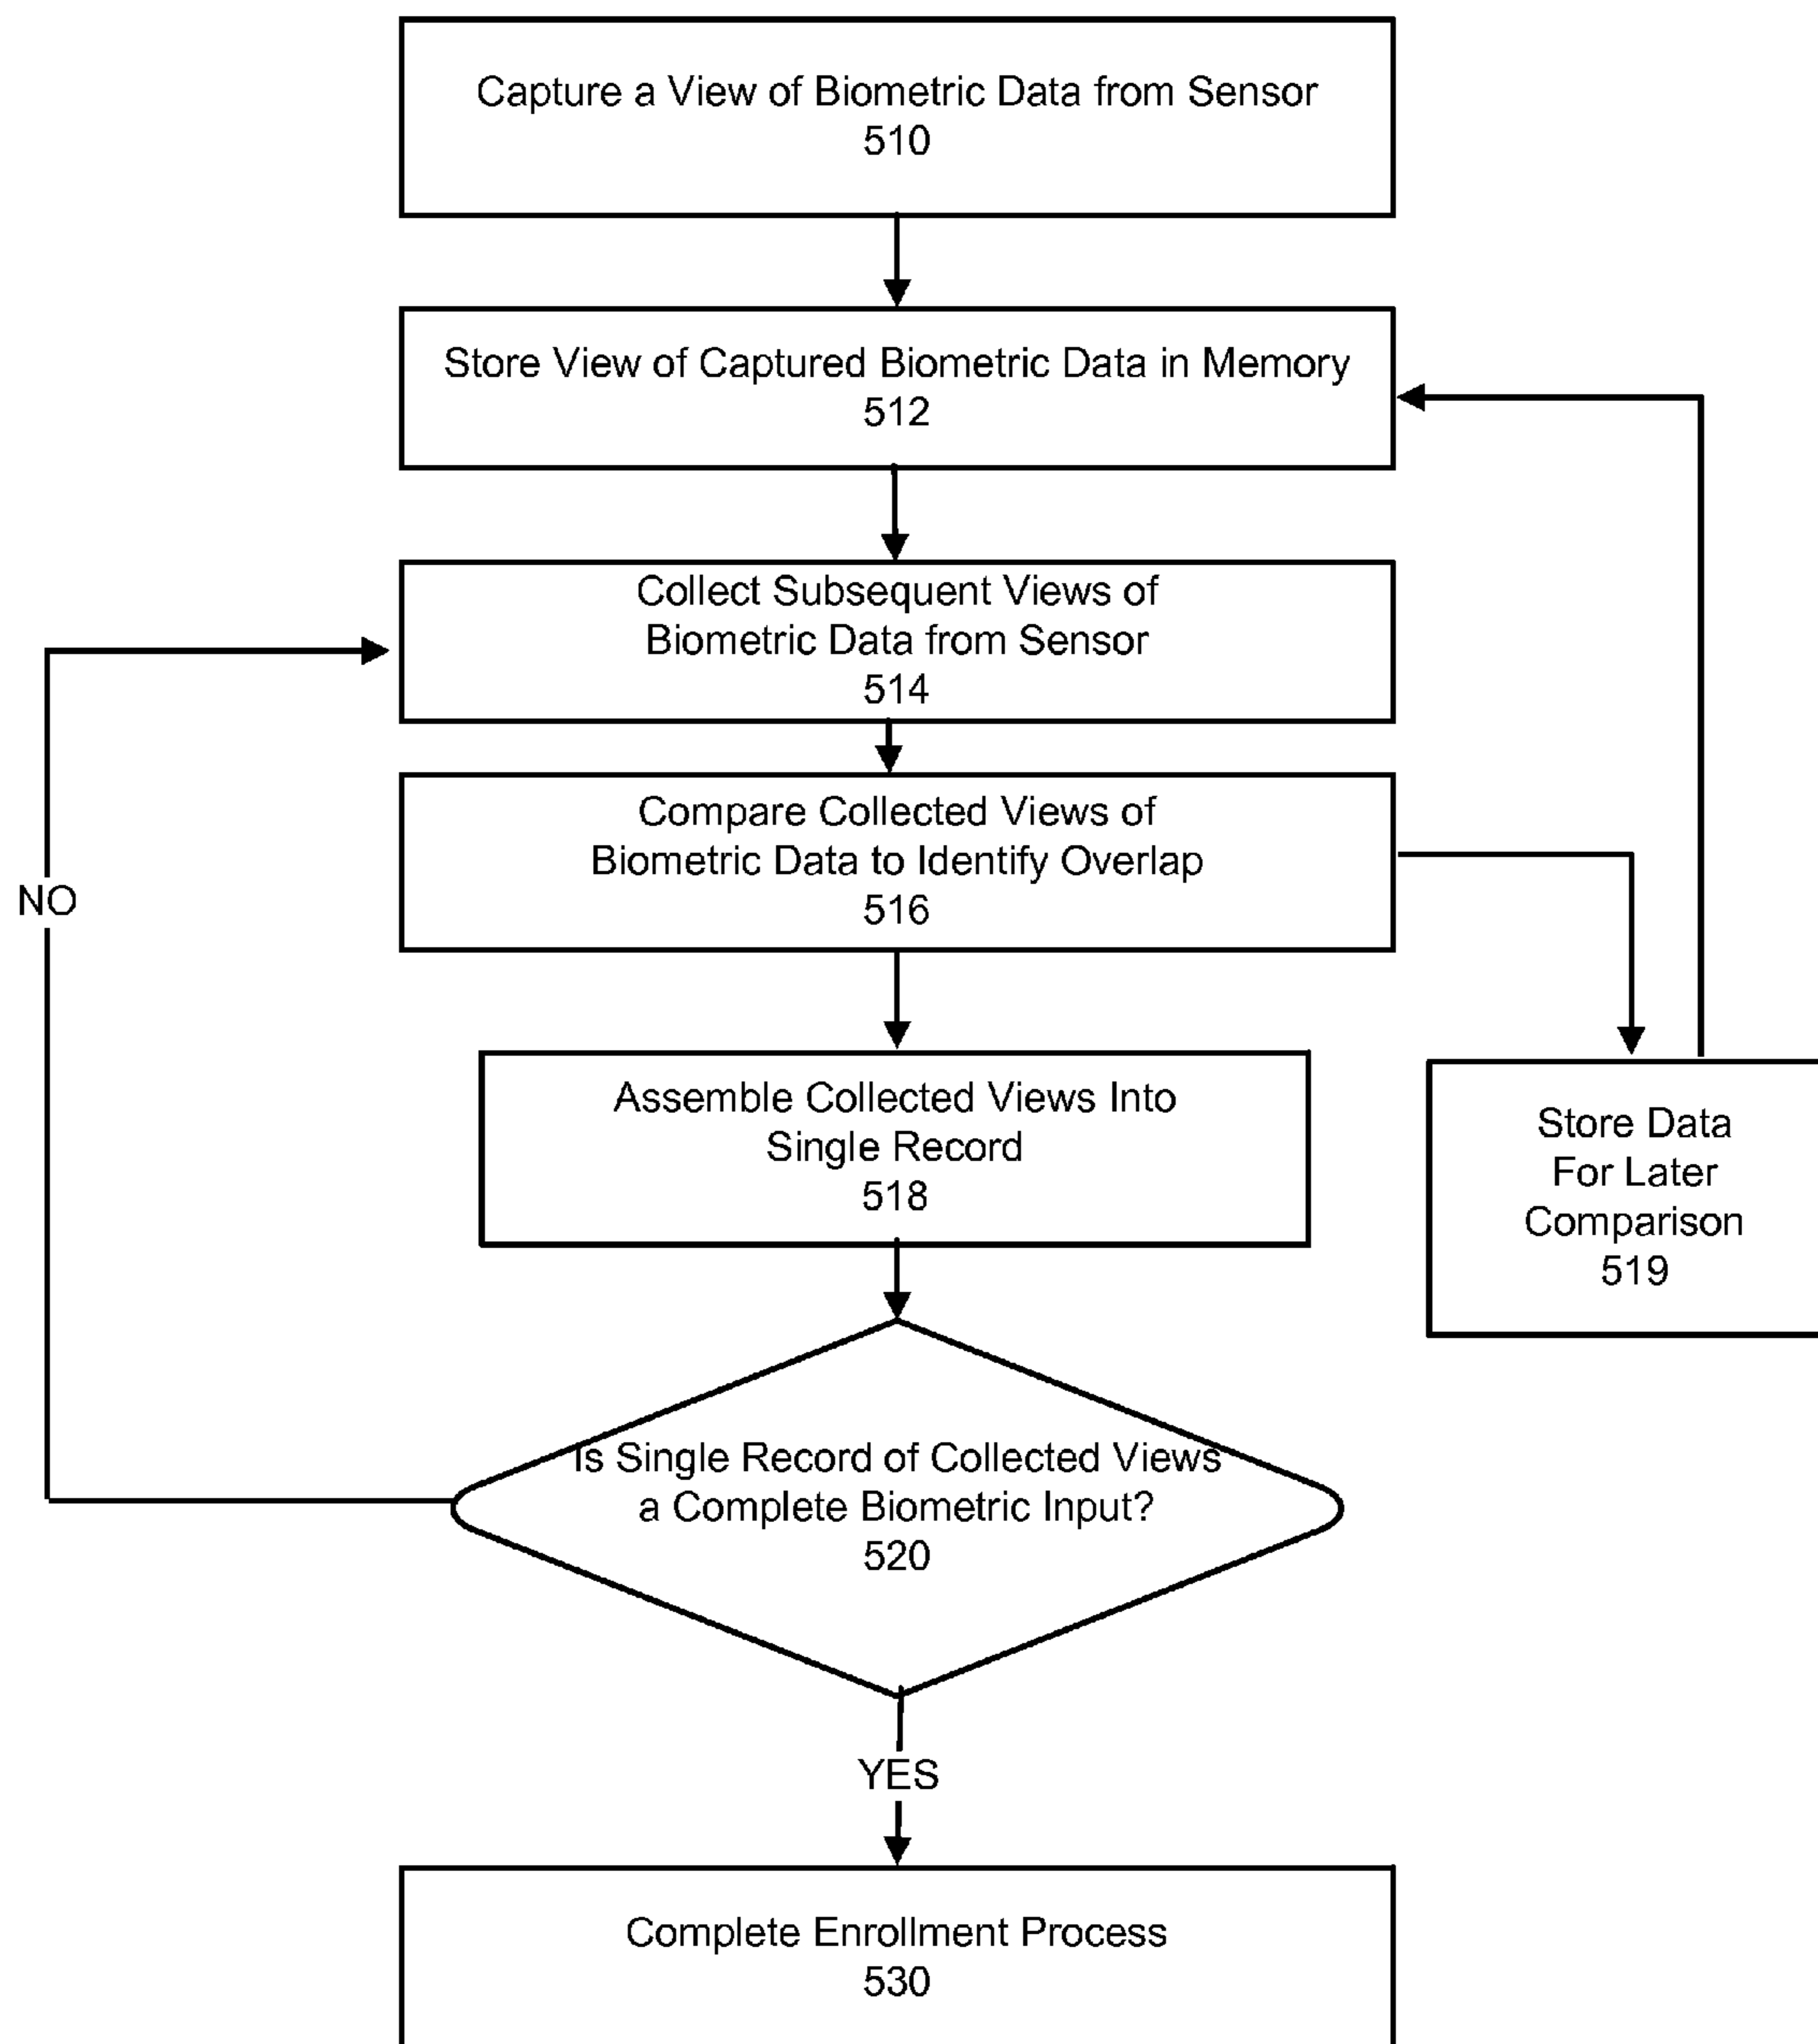 Capture a View of Biometric Data from Sensor
510
Store View of Captured Biometric Data in Memory
512
Collect Subsequent Views of
Biometric Data from Sensor
514
Compare Collected Views of
Biometric Data to Identify Overlap
516
NO
Assemble Collected Views Into
Single Record
518
Store Data
For Later
Comparison
519
Is Single Record of Collected Views
a Complete Biometric Input?
520
YES
Complete Enrollment Process
530